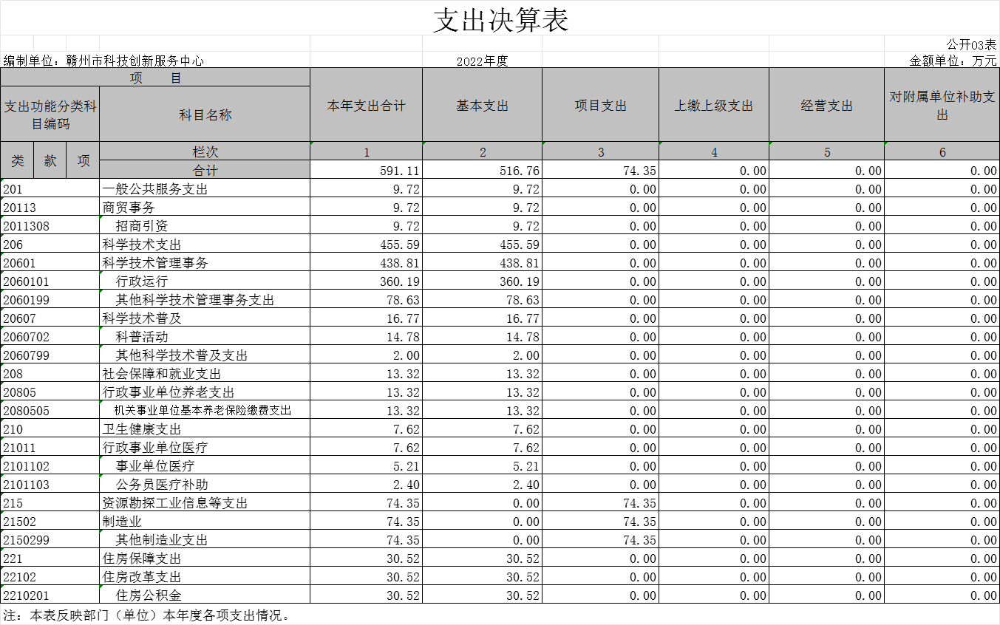 支出决算表
公开03表
编制单位：赣州市科技创新服务中心 2022年度 金额单位：万元
项 目 本年支出合计 基本支出 项目支出 上缴上级支出 经营支出 对附属单位补助支出
支出功能分类科目编码 科目名称
类 款 项 栏次 1 2 3 4 5 6
合计 591.11 516.76 74.35 0.00 0.00 0.00
201 一般公共服务支出 9.72 9.72 0.00 0.00 0.00 0.00
20113 商贸事务 9.72 9.72 0.00 0.00 0.00 0.00
2011308 招商引资 9.72 9.72 0.00 0.00 0.00 0.00
206 科学技术支出 455.59 455.59 0.00 0.00 0.00 0.00
20601 科学技术管理事务 438.81 438.81 0.00 0.00 0.00 0.00
2060101 行政运行 360.19 360.19 0.00 0.00 0.00 0.00
2060199 其他科学技术管理事务支出 78.63 78.63 0.00 0.00 0.00 0.00
20607 科学技术普及 16.77 16.77 0.00 0.00 0.00 0.00
2060702 科普活动 14.78 14.78 0.00 0.00 0.00 0.00
2060799 其他科学技术普及支出 2.00 2.00 0.00 0.00 0.00 0.00
208 社会保障和就业支出 13.32 13.32 0.00 0.00 0.00 0.00
20805 行政事业单位养老支出 13.32 13.32 0.00 0.00 0.00 0.00
2080505 机关事业单位基本养老保险缴费支出 13.32 13.32 0.00 0.00 0.00 0.00
210 卫生健康支出 7.62 7.62 0.00 0.00 0.00 0.00
21011 行政事业单位医疗 7.62 7.62 0.00 0.00 0.00 0.00
2101102 事业单位医疗 5.21 5.21 0.00 0.00 0.00 0.00
2101103 公务员医疗补助 2.40 2.40 0.00 0.00 0.00 0.00
215 资源勘探工业信息等支出 74.35 0.00 74.35 0.00 0.00 0.00
21502 制造业 74.35 0.00 74.35 0.00 0.00 0.00
2150299 其他制造业支出 74.35 0.00 74.35 0.00 0.00 0.00
221 住房保障支出 30.52 30.52 0.00 0.00 0.00 0.00
22102 住房改革支出 30.52 30.52 0.00 0.00 0.00 0.00
2210201 住房公积金 30.52 30.52 0.00 0.00 0.00 0.00
注：本表反映部门（单位）本年度各项支出情况。